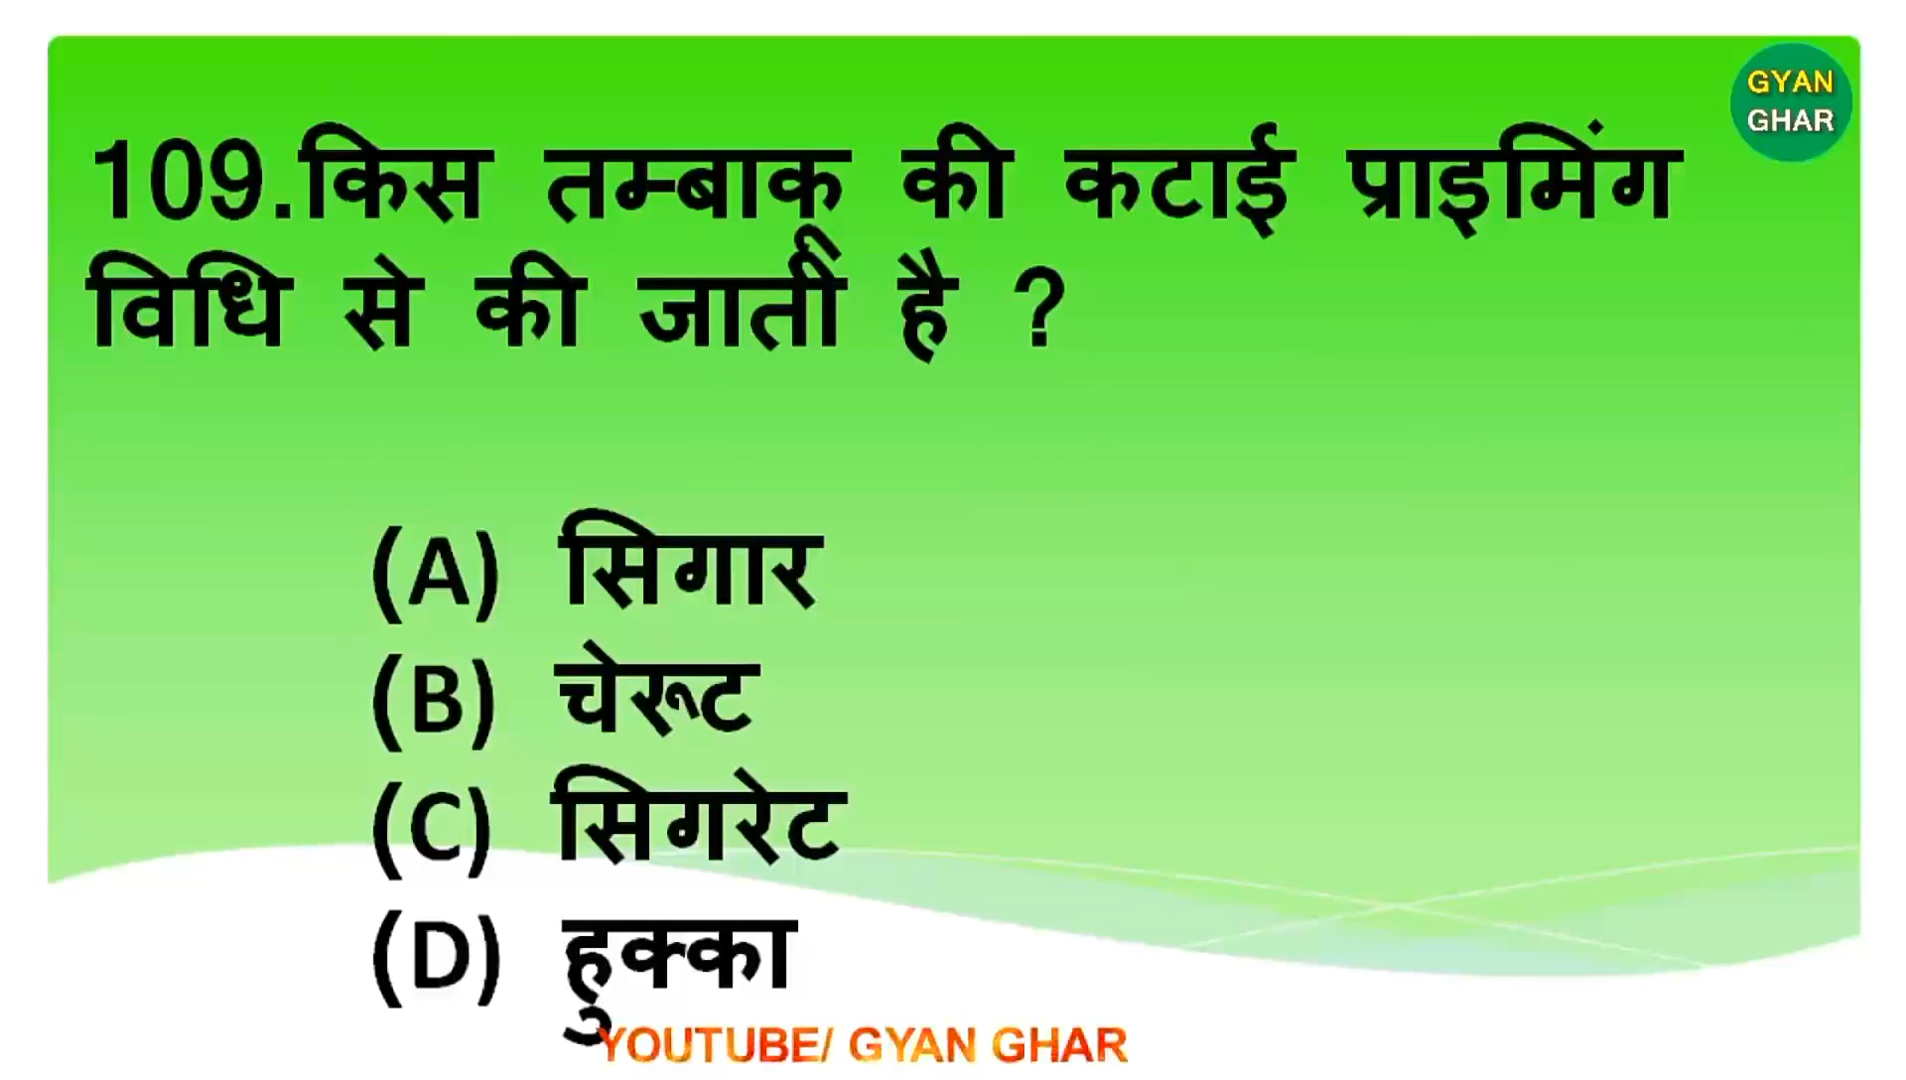 GYAN
GHAR
109.किस तम्बाकू की कटाई प्राइमिंग
विधि से की जाती है ?
(A) सिगार
(B) चेरूट
(C) सिगरेट
(D) हुक्का
YOUTUBE/ GYAN GHAR